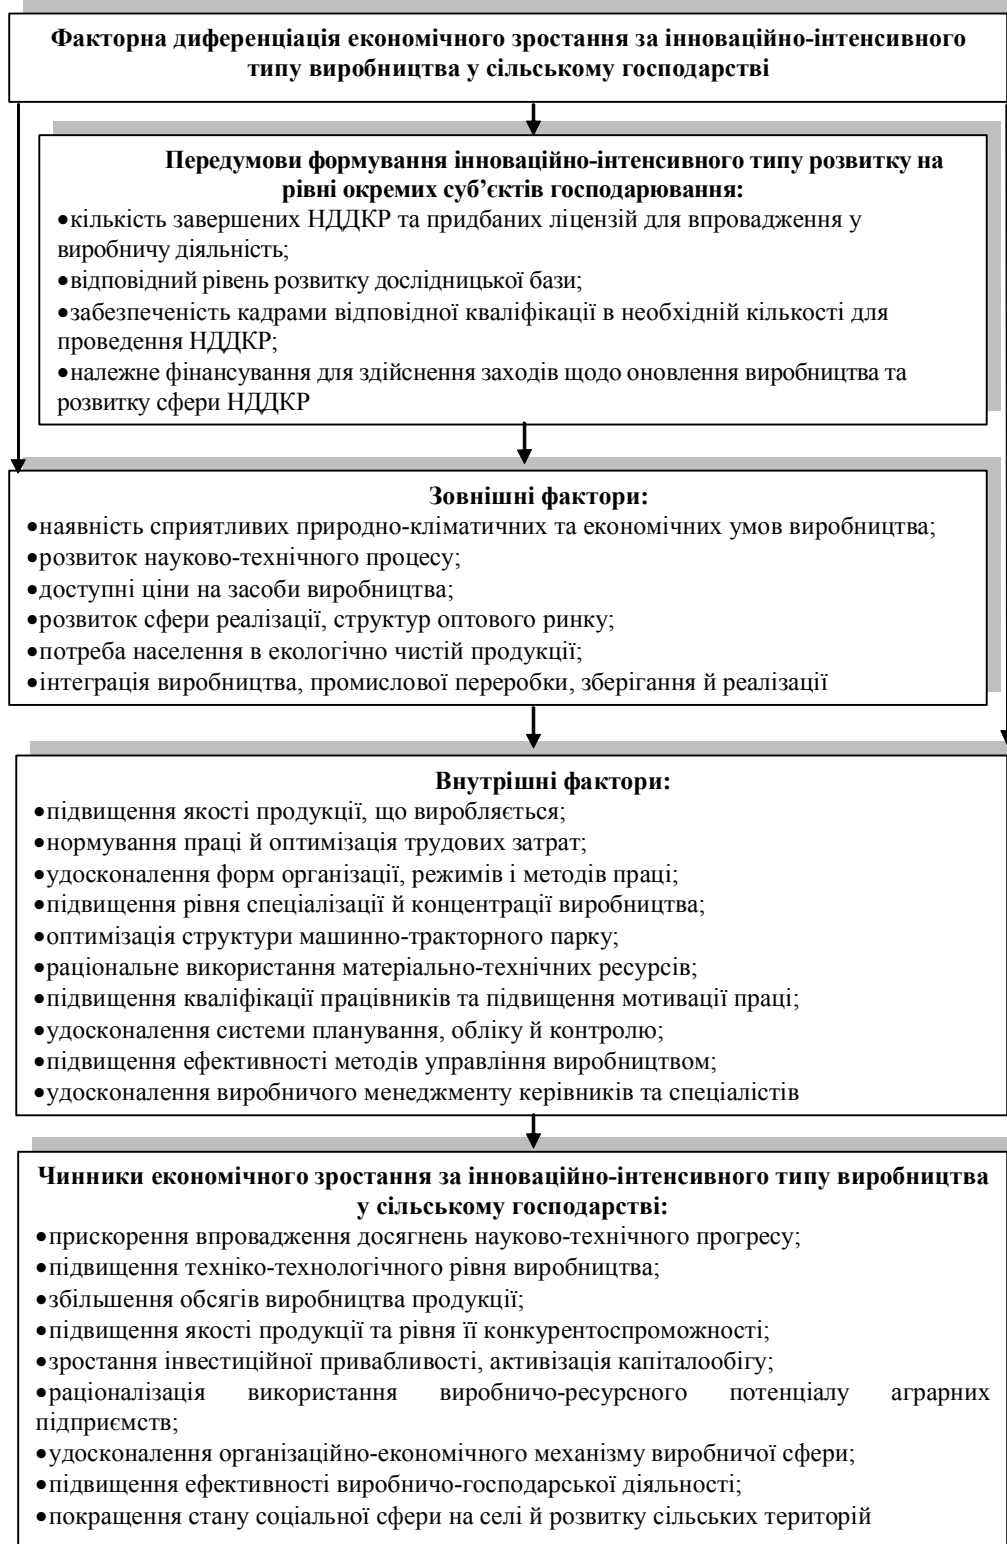 Факторна диференціація економічного зростання за інноваційно-інтенсивного
типу виробництва у сільському господарстві
Передумови формування інноваційно-інтенсивного типу розвитку на
рівні окремих суб’єктів господарювання:
•кількість завершених НДДКР та придбаних ліцензій для впровадження у
виробничу діяльність;
•відповідний рівень розвитку дослідницької бази;
•забезпеченість кадрами відповідної кваліфікації в необхідній кількості для
проведення НДДКР;
•належне фінансування для здійснення заходів щодо оновлення виробництва та
розвитку сфери НДДКР
Зовнішні фактори:
•наявність сприятливих природно-кліматичних та економічних умов виробництва;
•розвиток науково-технічного процесу;
•доступні ціни на засоби виробництва;
•розвиток сфери реалізації, структур оптового ринку;
•потреба населення в екологічно чистій продукції;
•інтеграція виробництва, промислової переробки, зберігання й реалізації
Внутрішні фактори:
•підвищення якості продукції, що виробляється;
•нормування праці й оптимізація трудових затрат;
•удосконалення форм організації, режимів і методів праці;
•підвищення рівня спеціалізації й концентрації виробництва;
•оптимізація структури машинно-тракторного парку;
•раціональне використання матеріально-технічних ресурсів;
•підвищення кваліфікації працівників та підвищення мотивації праці;
•удосконалення системи планування, обліку й контролю;
•підвищення ефективності методів управління виробництвом;
•удосконалення виробничого менеджменту керівників та спеціалістів
Чинники економічного зростання за інноваційно-інтенсивного типу виробництва
у сільському господарстві:
•прискорення впровадження досягнень науково-технічного прогресу;
•підвищення техніко-технологічного рівня виробництва;
•збільшення обсягів виробництва продукції;
•підвищення якості продукції та рівня її конкурентоспроможності;
•зростання інвестиційної привабливості, активізація капіталообігу;
•раціоналізація використання виробничо-ресурсного потенціалу аграрних
підприємств;
•удосконалення організаційно-економічного механізму виробничої сфери;
•підвищення ефективності виробничо-господарської діяльності;
•покращення стану соціальної сфери на селі й розвитку сільських територій